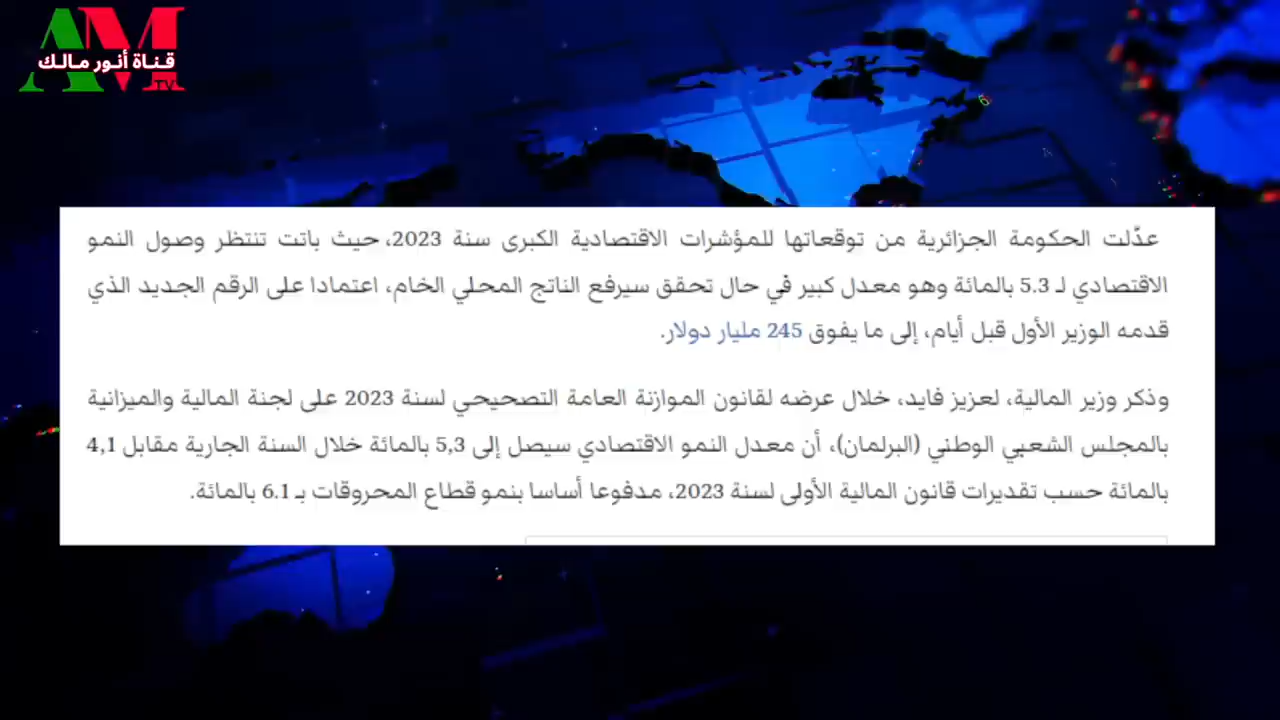 AM
قناة أنور مالك
TV
عدّلت الحكومة الجزائرية من توقعاتها للمؤشرات الاقتصادية الكبرى سنة 2023، حيث باتت تنتظر وصول النمو
الاقتصادي لـ 5.3 بالمائة وهو معدل كبير في حال تحقق سيرفع الناتج المحلي الخام، اعتمادا على الرقم الجديد الذي
قدمه الوزير الأول قبل أيام، إلى ما يفوق 245 مليار دولار.
وذكر وزير المالية، لعزيز فايد، خلال عرضه لقانون الموازنة العامة التصحيحي لسنة 2023 على لجنة المالية والميزانية
بالمجلس الشعبي الوطني (البرلمان)، أن معدل النمو الاقتصادي سيصل إلى 5,3 بالمائة خلال السنة الجارية مقابل 4,1
بالمائة حسب تقديرات قانون المالية الأولى لسنة 2023، مدفوعا أساسا بنمو قطاع المحروقات بـ 6.1 بالمائة.